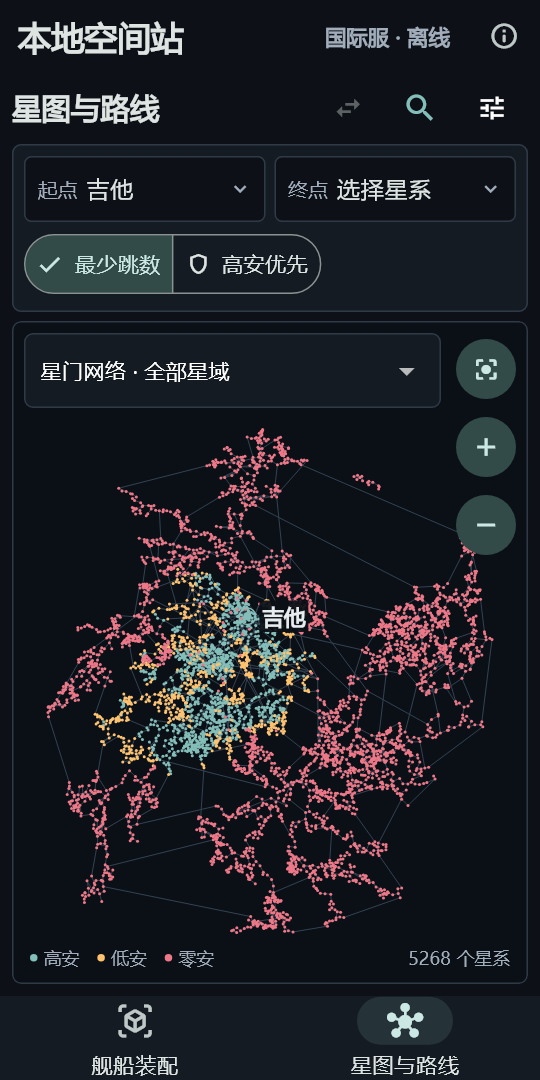 本地空间站
国际服 · 离线
星图与路线
起点 吉他
终点 选择星系
最少跳数
高安优先
星门网络 · 全部星域
吉他
高安 低安 零安
5268 个星系
舰船装配
星图与路线